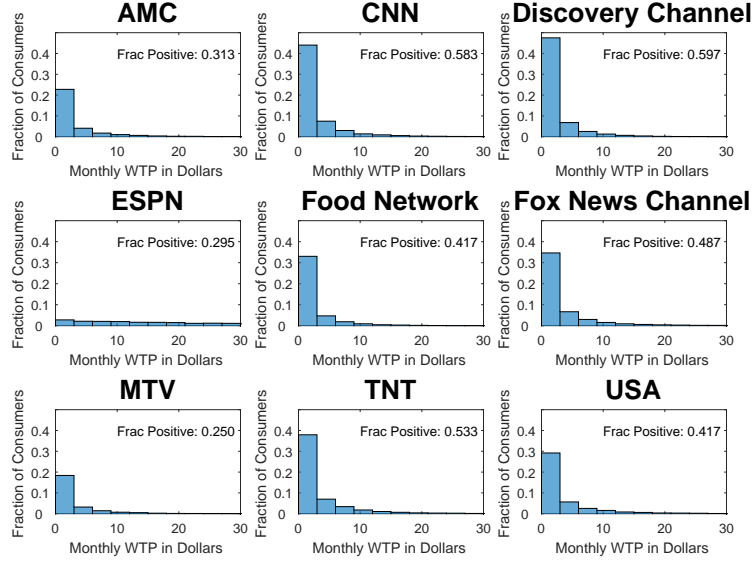 AMC
Fraction of Consumers
0.4
0.3
0.2
0.1
0
Frac Positive: 0.313
0 10 20 30
Monthly WTP in Dollars
CNN
Fraction of Consumers
0.4
0.3
0.2
0.1
0
Frac Positive: 0.583
0 10 20 30
Monthly WTP in Dollars
Discovery Channel
Fraction of Consumers
0.4
0.3
0.2
0.1
0
Frac Positive: 0.597
0 10 20 30
Monthly WTP in Dollars
ESPN
Fraction of Consumers
0.4
0.3
0.2
0.1
0
Frac Positive: 0.295
0 10 20 30
Monthly WTP in Dollars
Food Network
Fraction of Consumers
0.4
0.3
0.2
0.1
0
Frac Positive: 0.417
0 10 20 30
Monthly WTP in Dollars
Fox News Channel
Fraction of Consumers
0.4
0.3
0.2
0.1
0
Frac Positive: 0.487
0 10 20 30
Monthly WTP in Dollars
MTV
Fraction of Consumers
0.4
0.3
0.2
0.1
0
Frac Positive: 0.250
0 10 20 30
Monthly WTP in Dollars
TNT
Fraction of Consumers
0.4
0.3
0.2
0.1
0
Frac Positive: 0.533
0 10 20 30
Monthly WTP in Dollars
USA
Fraction of Consumers
0.4
0.3
0.2
0.1
0
Frac Positive: 0.417
0 10 20 30
Monthly WTP in Dollars